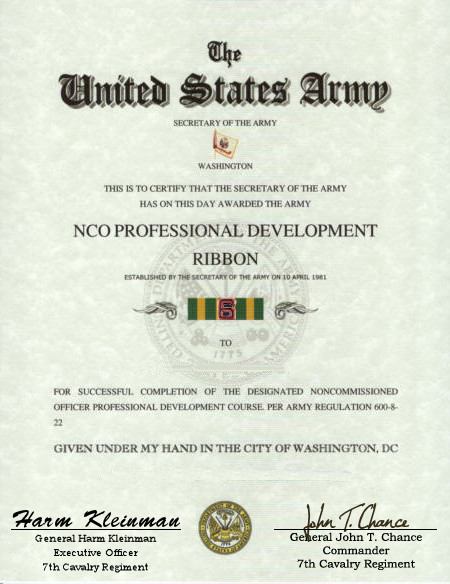 The
United States Army
SECRETARY OF THE ARMY
WASHINGTON
THIS IS TO CERTIFY THAT THE SECRETARY OF THE ARMY
HAS ON THIS DAY AWARDED THE ARMY
NCO PROFESSIONAL DEVELOPMENT
RIBBON
ESTABLISHED BY THE SECRETARY OF THE ARMY ON 10 APRIL 1981
6
TO
1775
FOR SUCCESSFUL COMPLETION OF THE DESIGNATED NONCOMMISSIONED
OFFICER PROFESSIONAL DEVELOPMENT COURSE. PER ARMY REGULATION 600-8-
22
GIVEN UNDER MY HAND IN THE CITY OF WASHINGTON, DC
Harm Kleinman
General Harm Kleinman
Executive Officer
7th Cavalry Regiment
John T. Chance
General John T. Chance
Commander
7th Cavalry Regiment